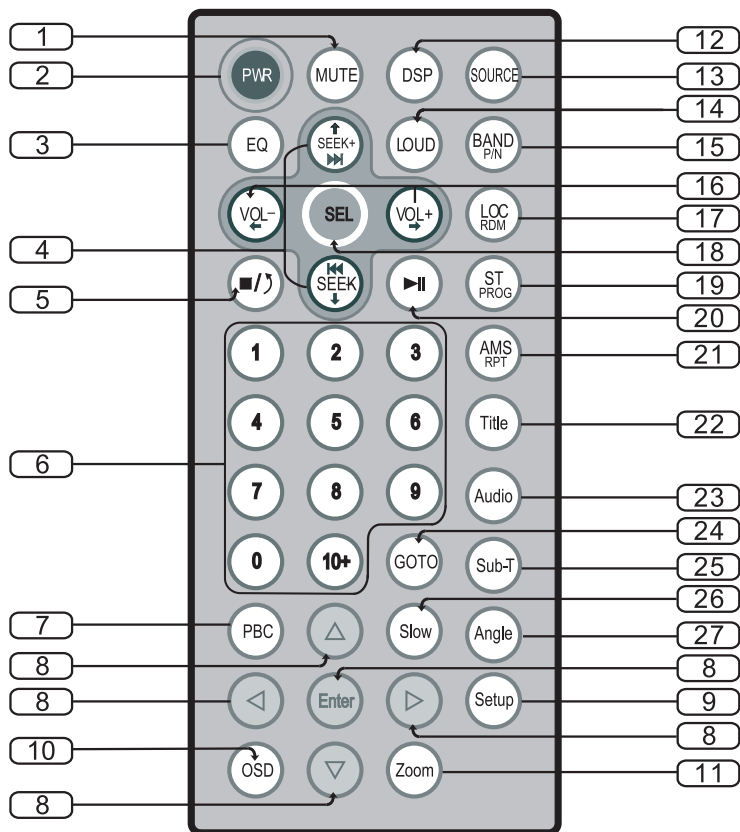 1
12
2
PWR
MUTE
DSP
SOURCE
13
14
3
EQ
SEEK+
LOUD
BAND
P/N
15
16
VOL-
SEL
VOL+
LOC
RDM
17
4
18
5
SEEK
ST
PROG
19
20
1
2
3
AMS
RPT
21
4
5
6
Title
22
6
7
8
9
Audio
23
24
0
10+
GOTO
Sub-T
25
26
7
PBC
Slow
Angle
27
8
8
8
Enter
Setup
9
8
10
OSD
Zoom
11
8